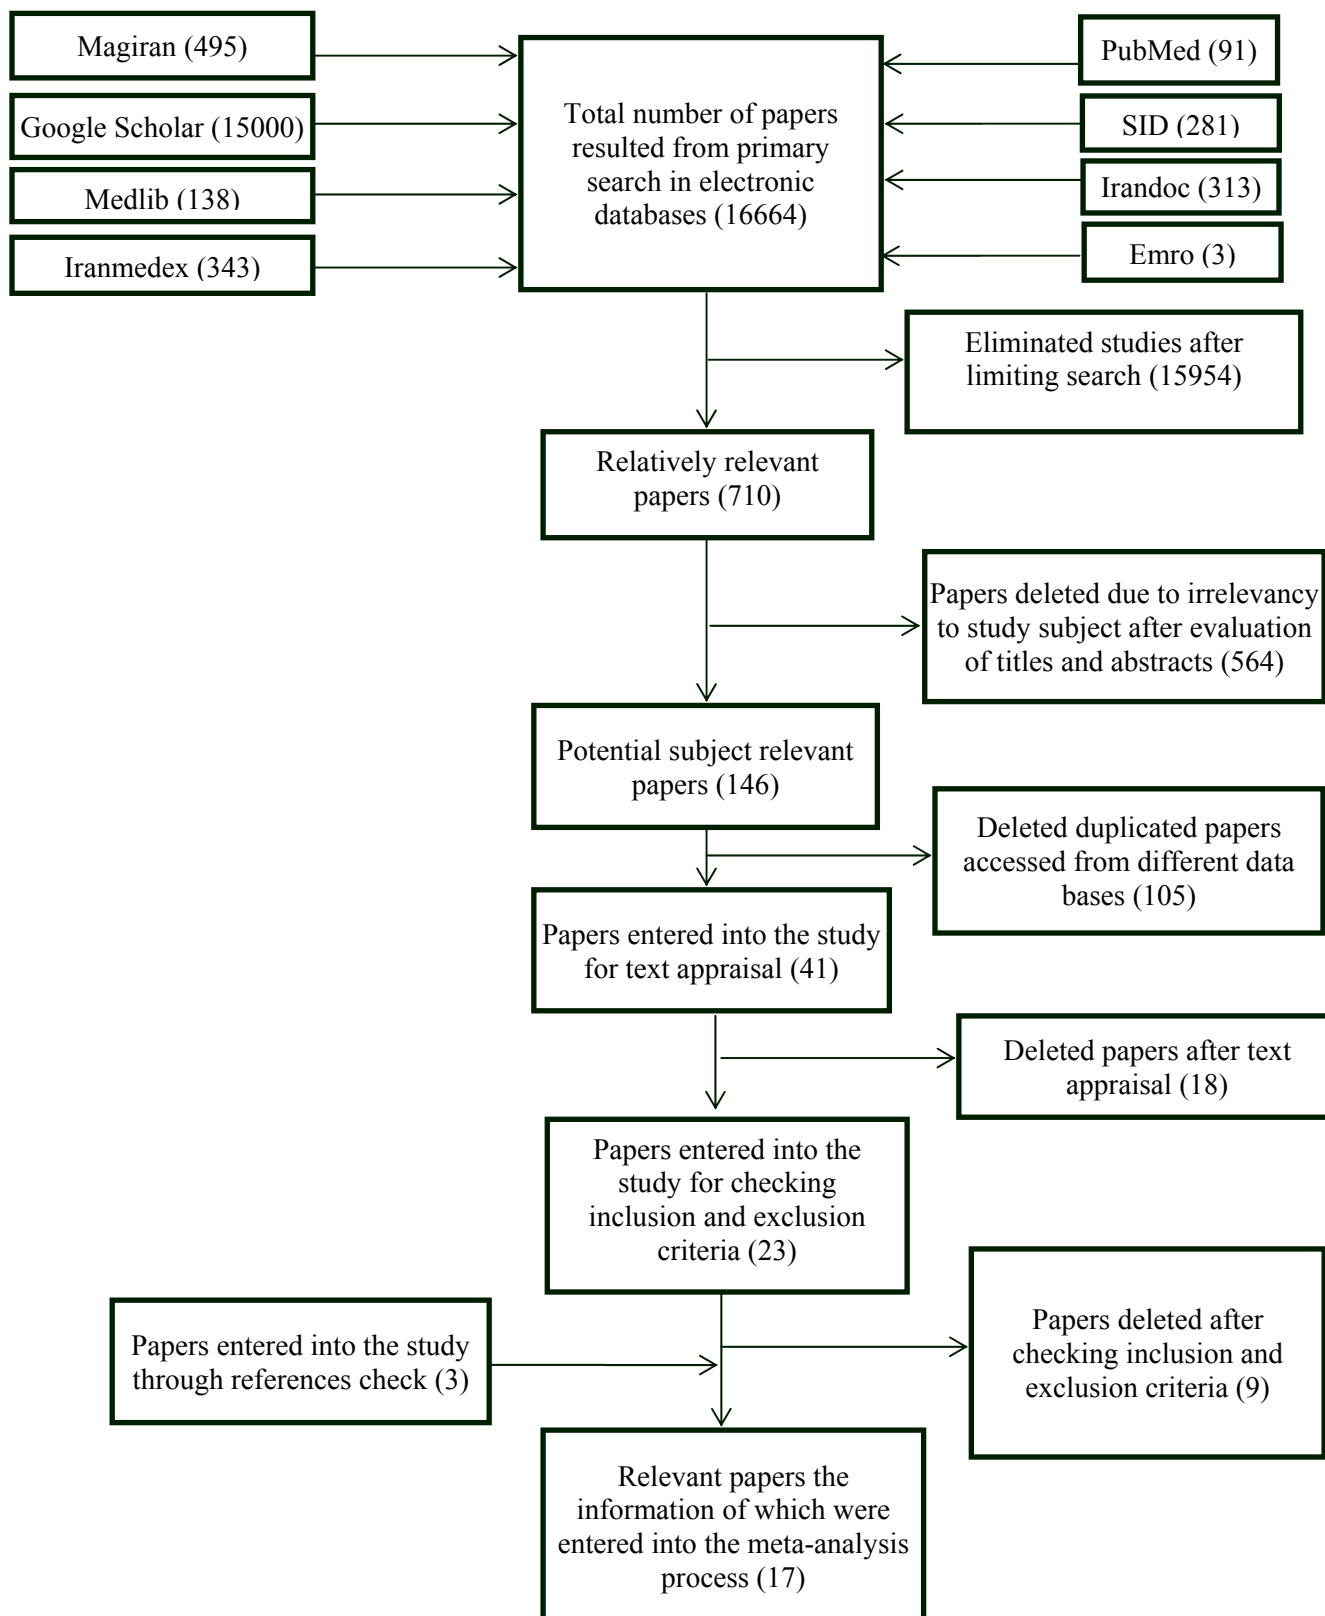 Magiran (495)
Google Scholar (15000)
Medlib (138)
Iranmedex (343)
Total number of papers
resulted from primary
search in electronic
databases (16664)
PubMed (91)
SID (281)
Irandoc (313)
Emro (3)
Eliminated studies after
limiting search (15954)
Relatively relevant
papers (710)
Papers deleted due to irrelevancy
to study subject after evaluation
of titles and abstracts (564)
Potential subject relevant
papers (146)
Deleted duplicated papers
accessed from different data
bases (105)
Papers entered into the study
for text appraisal (41)
Deleted papers after text
appraisal (18)
Papers entered into the
study for checking
inclusion and exclusion
criteria (23)
Papers entered into the study
through references check (3)
Papers deleted after
checking inclusion and
exclusion criteria (9)
Relevant papers the
information of which were
entered into the meta-analysis
process (17)